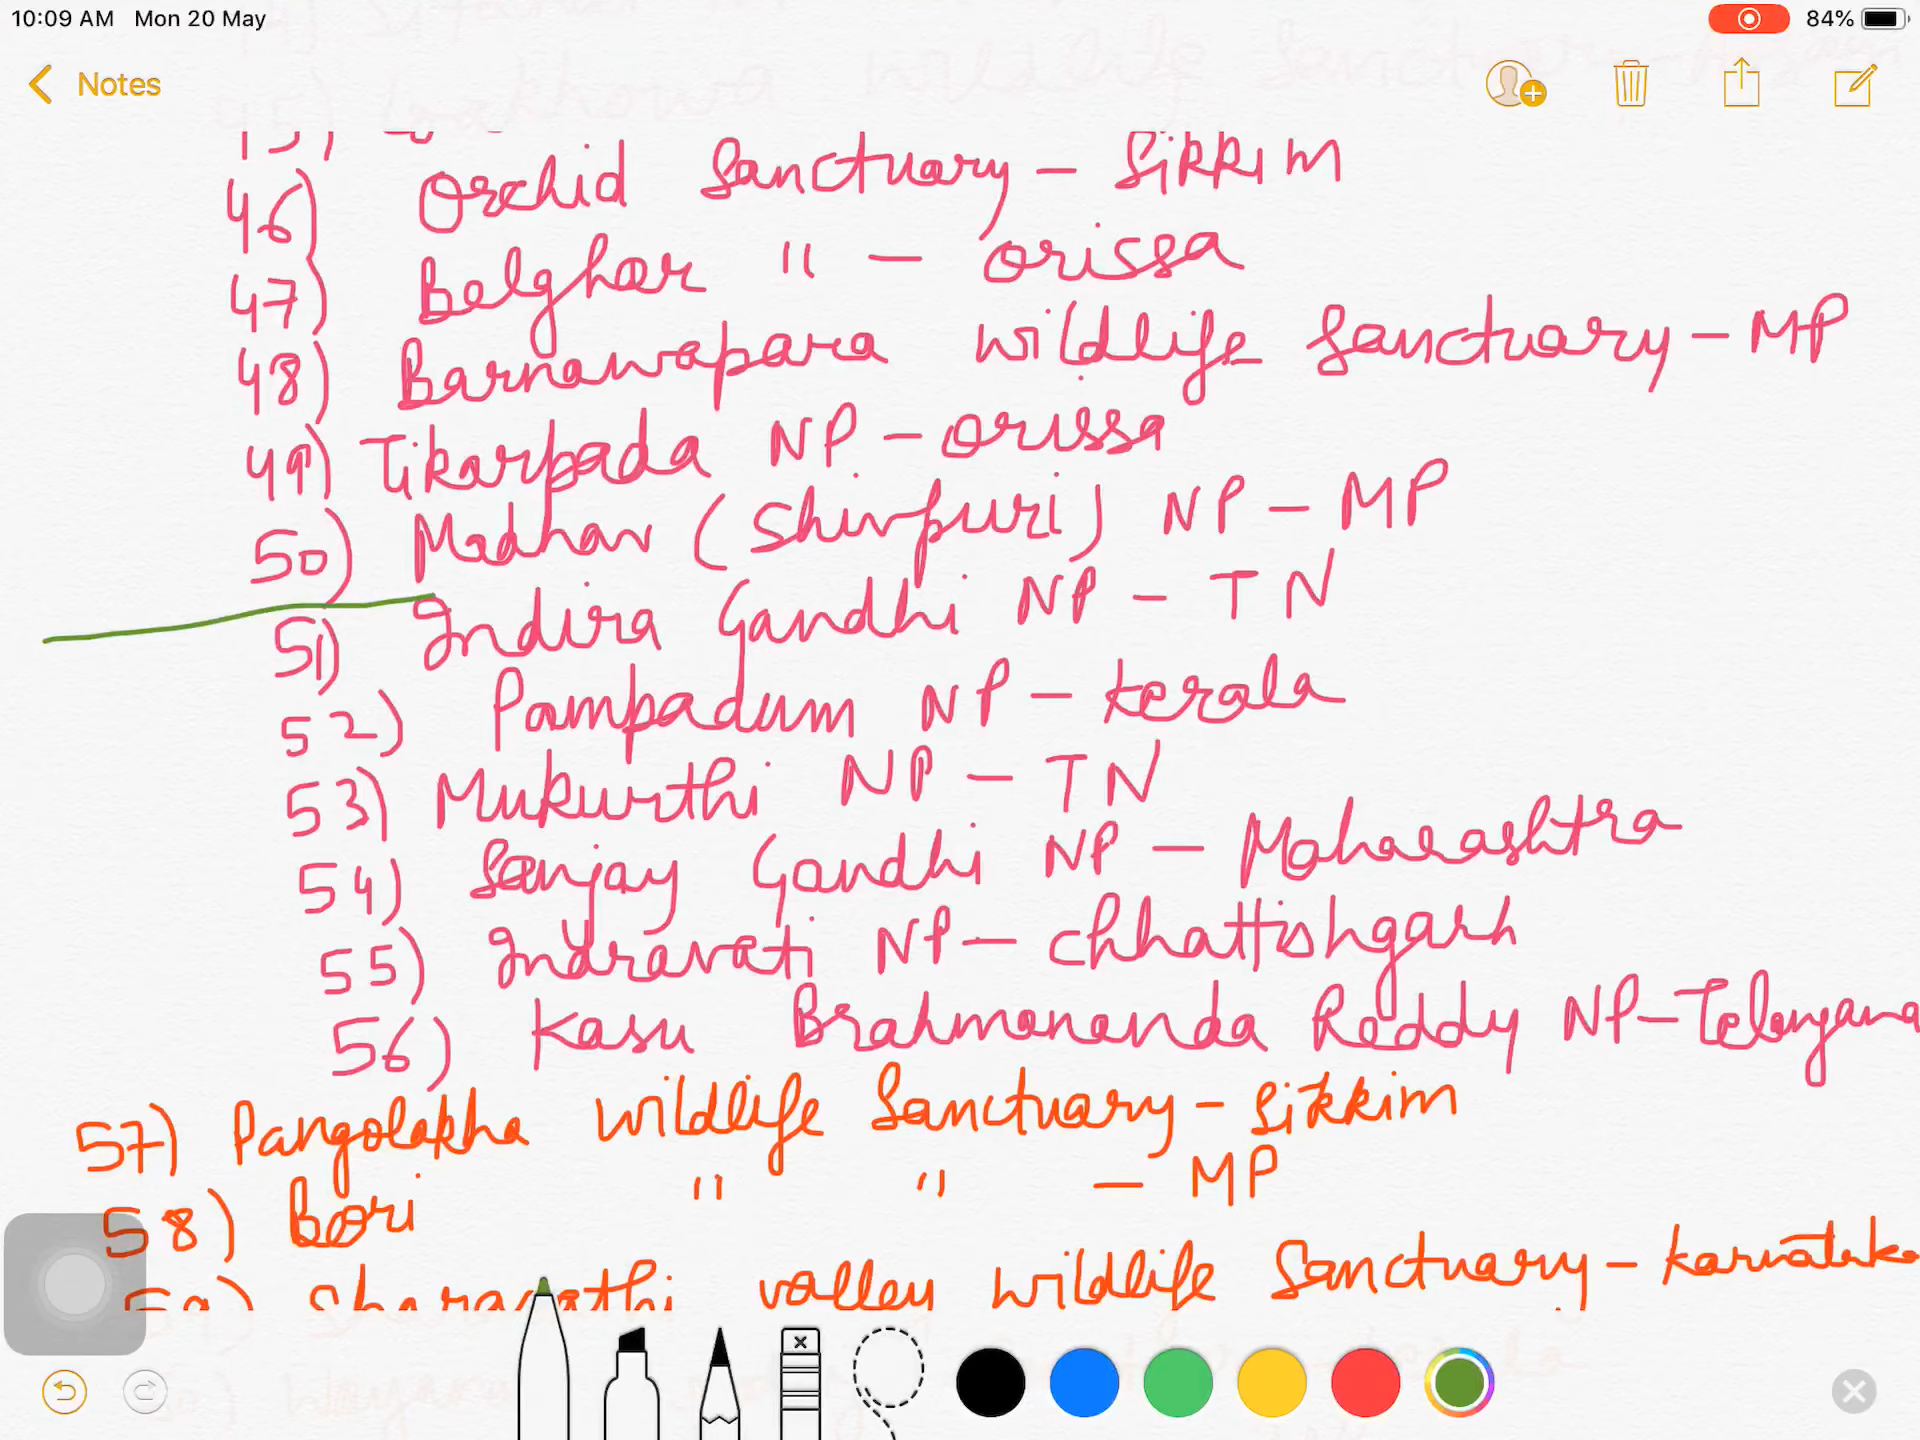 10:09 AM Mon 20 May
84%
Notes
46) Orchid Sanctuary - Sikkim
47) Belghar " - orissa
48) Barnawapara wildlife Sanctuary - MP
49) Tikarpada NP - orissa
50) Madhav (Shivpuri) NP - MP
51) Indira Gandhi NP - TN
52) Pampadum NP - Kerala
53) Mukurthi NP - TN
54) Sanjay Gandhi NP - Maharashtra
55) Indravati NP - Chhattishgarh
56) Kasu Brahmananda Reddy NP - Telangana
57) Pangolakha wildlife Sanctuary - Sikkim
58) Bori " " - MP
59) Sharavathi valley wildlife Sanctuary - Karnatak